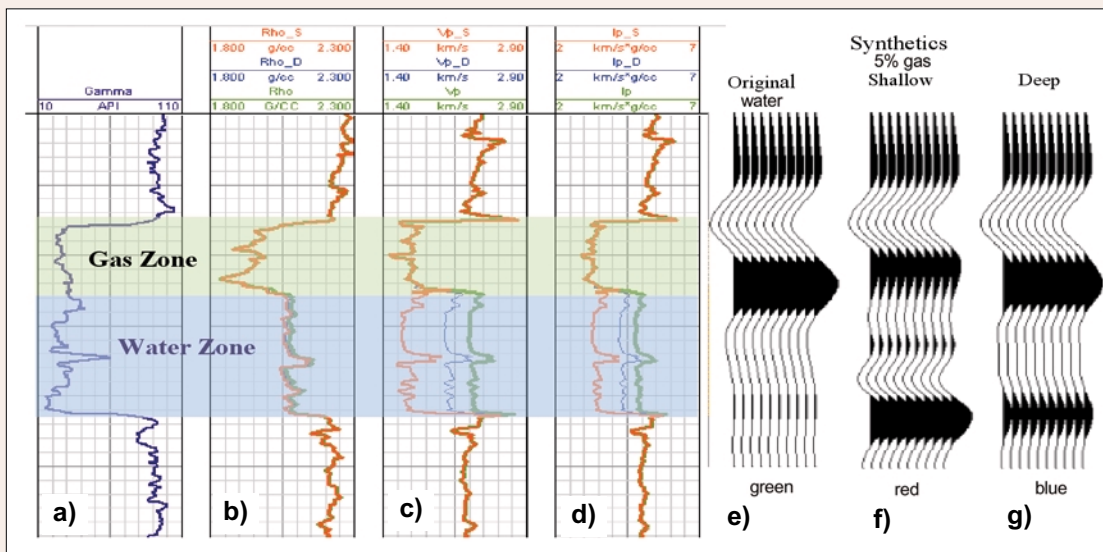 Gamma
10 API 110
Rho_S
1.800 g/cc 2.300
Rho_D
1.800 g/cc 2.300
Rho
1.800 G/CC 2.300
Vp_S
1.40 km/s 2.90
Vp_D
1.40 km/s 2.90
Vp
1.40 km/s 2.90
Ip_S
2 km/s*g/cc 7
Ip_D
2 km/s*g/cc 7
Ip
2 km/s*g/cc 7
Synthetics
5% gas
Original
water
Shallow
Deep
Gas Zone
Water Zone
green
red
blue
a)
b)
c)
d)
e)
f)
g)